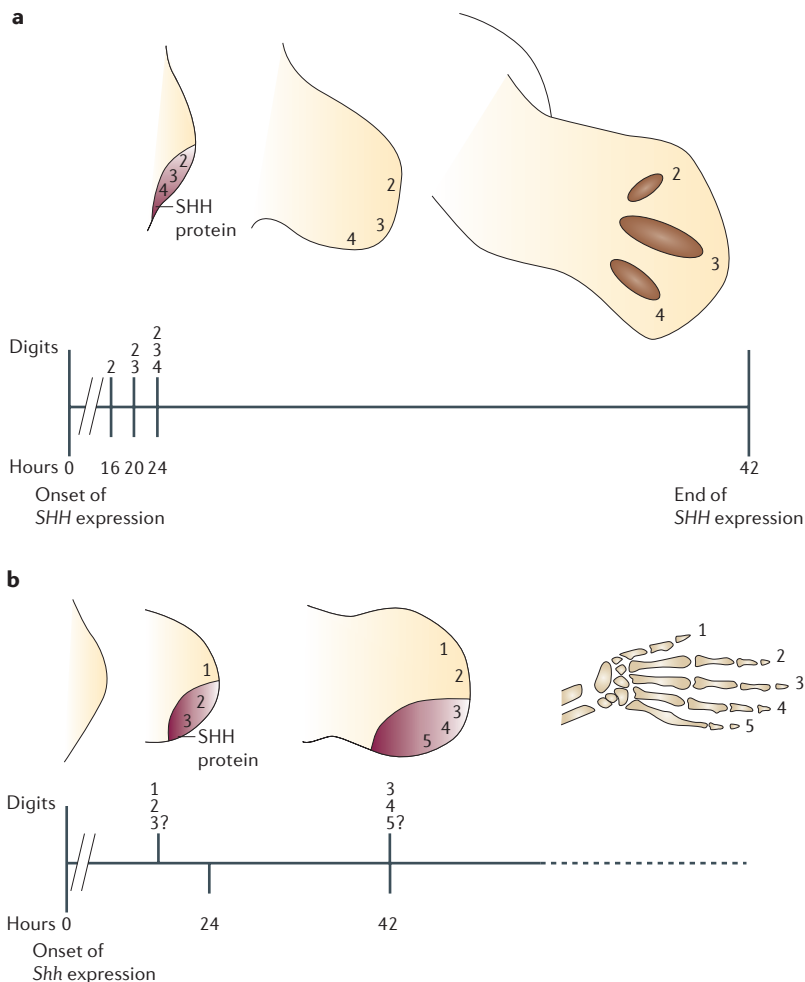 a
2
3
4
SHH
protein
2
3
4
2
3
4
Digits
2
2
3
2
3
4
Hours 0 16 20 24 42
Onset of
SHH expression
End of
SHH expression
b
1
2
3
SHH
protein
1
2
3
4
5
1
2
3
4
5
Digits
1
2
3?
3
4
5?
Hours 0 24 42
Onset of
Shh expression